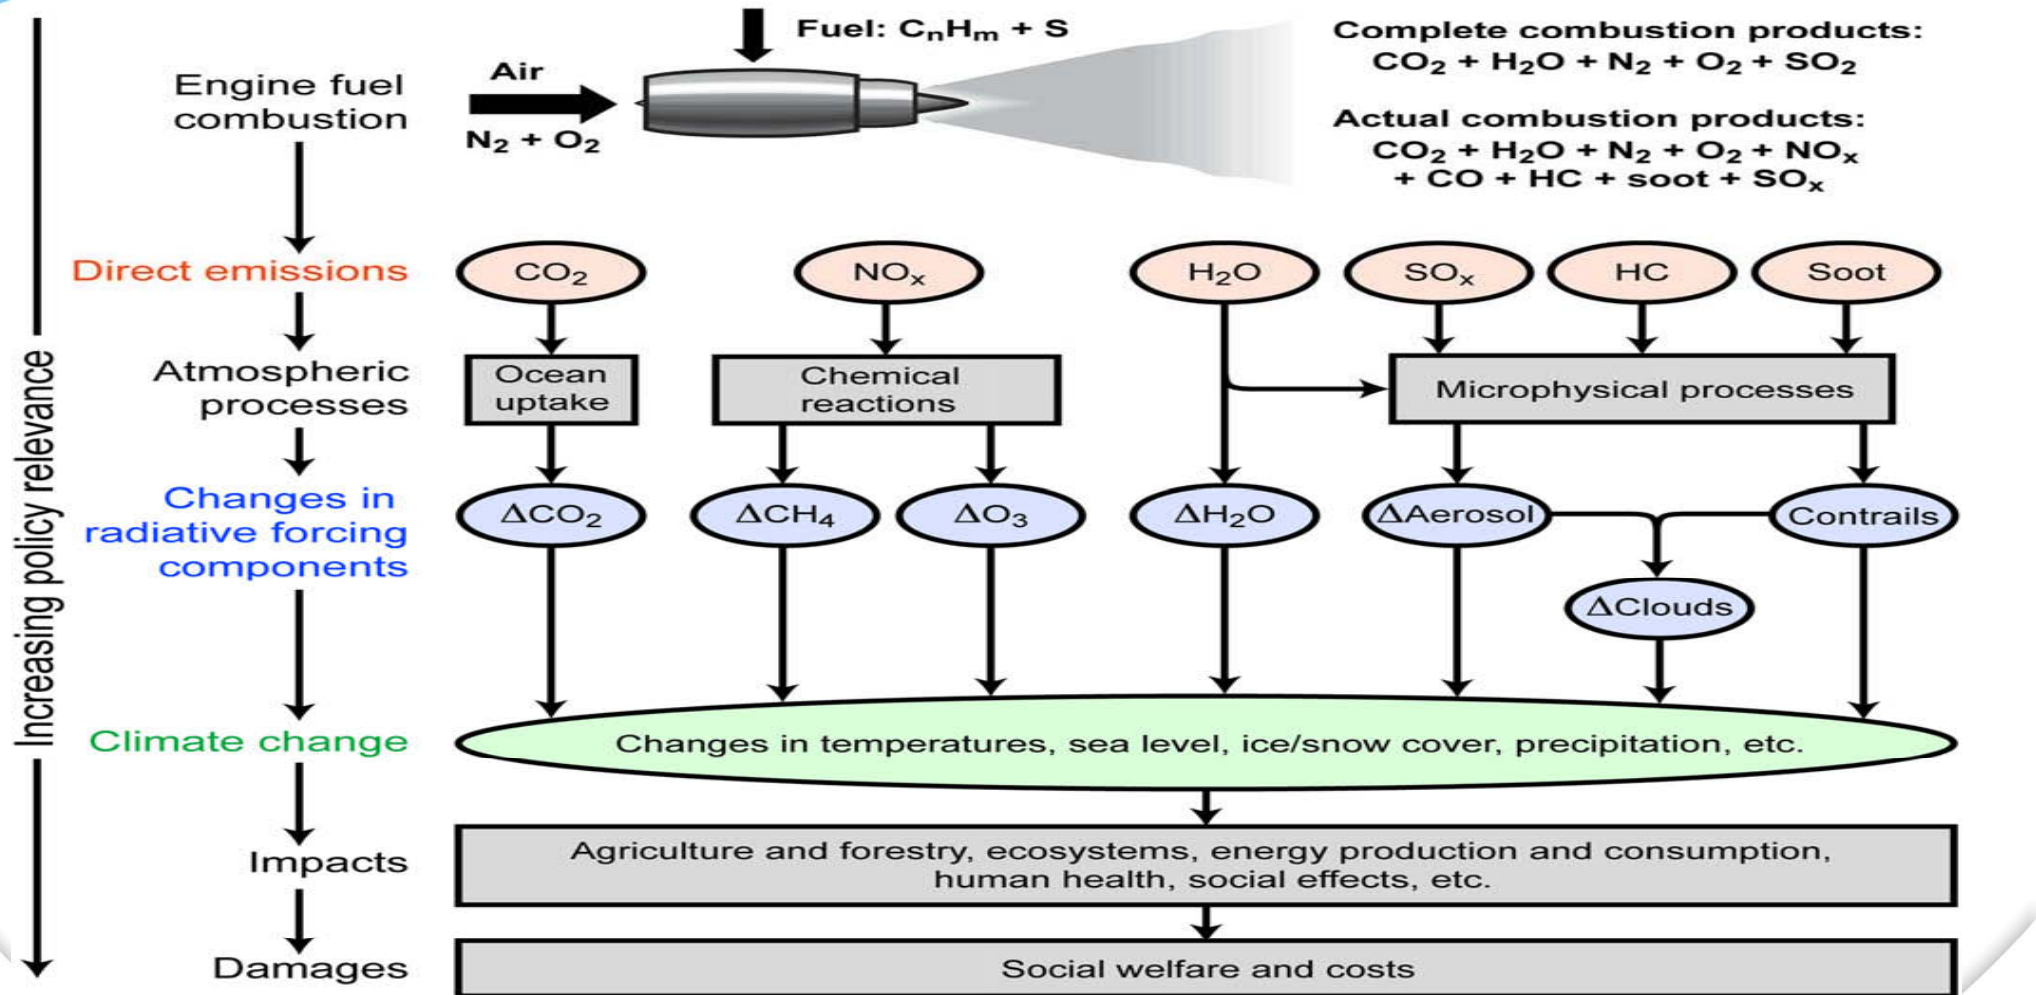 Increasing policy relevance
Engine fuel
combustion
Air
N₂ + O₂
Fuel: CₙHₘ + S
Complete combustion products:
CO₂ + H₂O + N₂ + O₂ + SO₂
Actual combustion products:
CO₂ + H₂O + N₂ + O₂ + NOₓ
+ CO + HC + soot + SOₓ
Direct emissions
CO₂
NOₓ
H₂O
SOₓ
HC
Soot
Atmospheric
processes
Ocean
uptake
Chemical
reactions
Microphysical processes
Changes in
radiative forcing
components
ΔCO₂
ΔCH₄
ΔO₃
ΔH₂O
ΔAerosol
Contrails
ΔClouds
Climate change
Changes in temperatures, sea level, ice/snow cover, precipitation, etc.
Impacts
Agriculture and forestry, ecosystems, energy production and consumption,
human health, social effects, etc.
Damages
Social welfare and costs